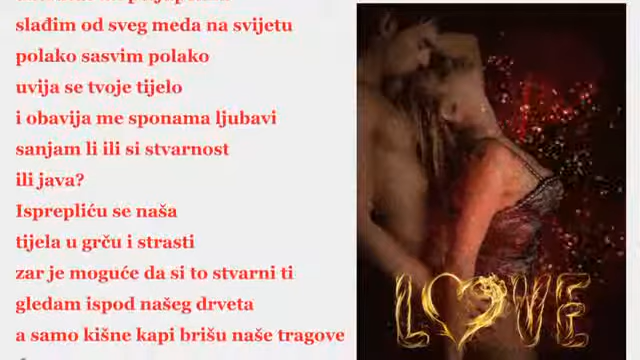 slađim od sveg meda na svijetu
polako sasvim polako
uvija se tvoje tijelo
i obavija me sponama ljubavi
sanjam li ili si stvarnost
ili java?
Isprepliću se naša
tijela u grču i strasti
zar je moguće da si to stvarni ti
gledam ispod našeg drveta
a samo kišne kapi brišu naše tragove
LOVE